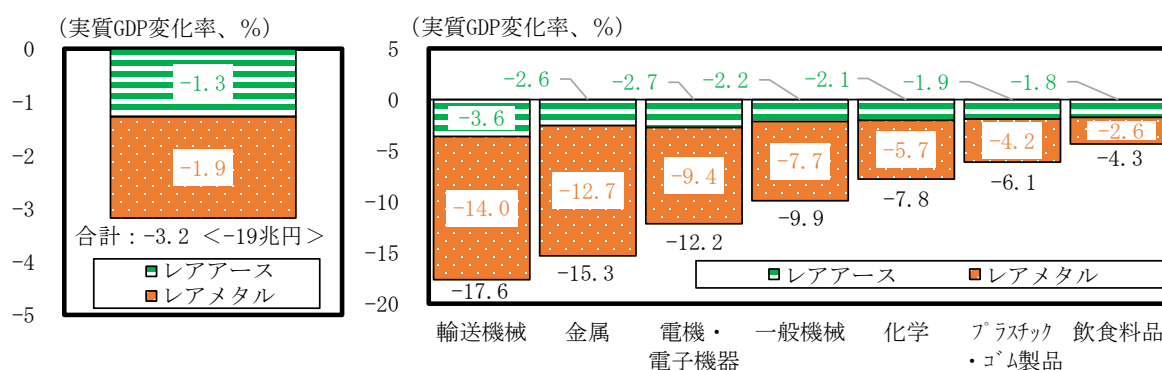 (実質GDP変化率、%)
0
-1
-2
-3
-4
-5
-1.3
-1.9
合計：-3.2 <-19兆円>
レアアース
レアメタル
(実質GDP変化率、%)
5
0
-5
-10
-15
-20
-2.6
-2.7
-2.2
-2.1
-1.9
-1.8
-3.6
-14.0
-12.7
-9.4
-7.7
-5.7
-4.2
-2.6
-17.6
-15.3
-12.2
-9.9
-7.8
-6.1
-4.3
レアアース
レアメタル
輸送機械
金属
電機・
電子機器
一般機械
化学
プラスチック
・ゴム製品
飲食料品